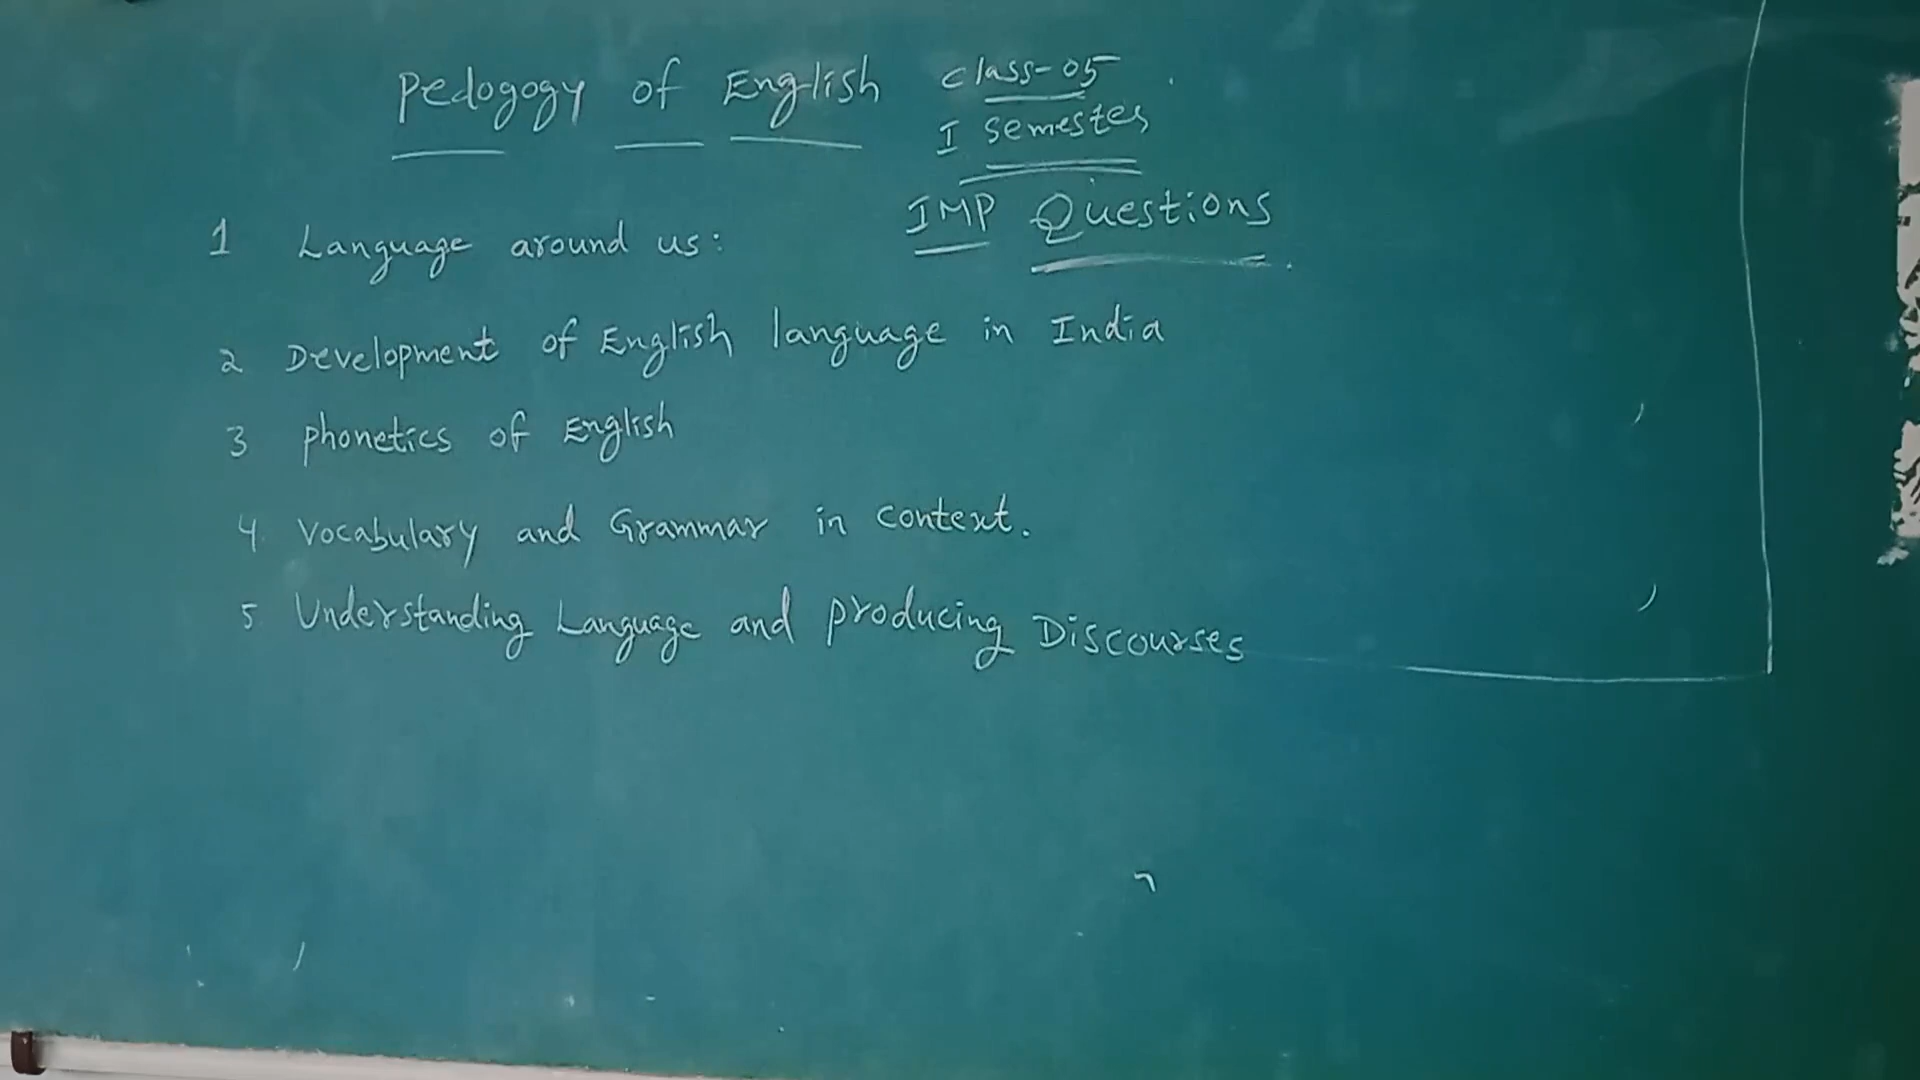 Pedogogy of English class-05
I Semester
IMP Questions
1 Language around us:
2 Development of English language in India
3 phonetics of English
4. Vocabulary and Grammar in context.
5. Understanding Language and producing Discourses